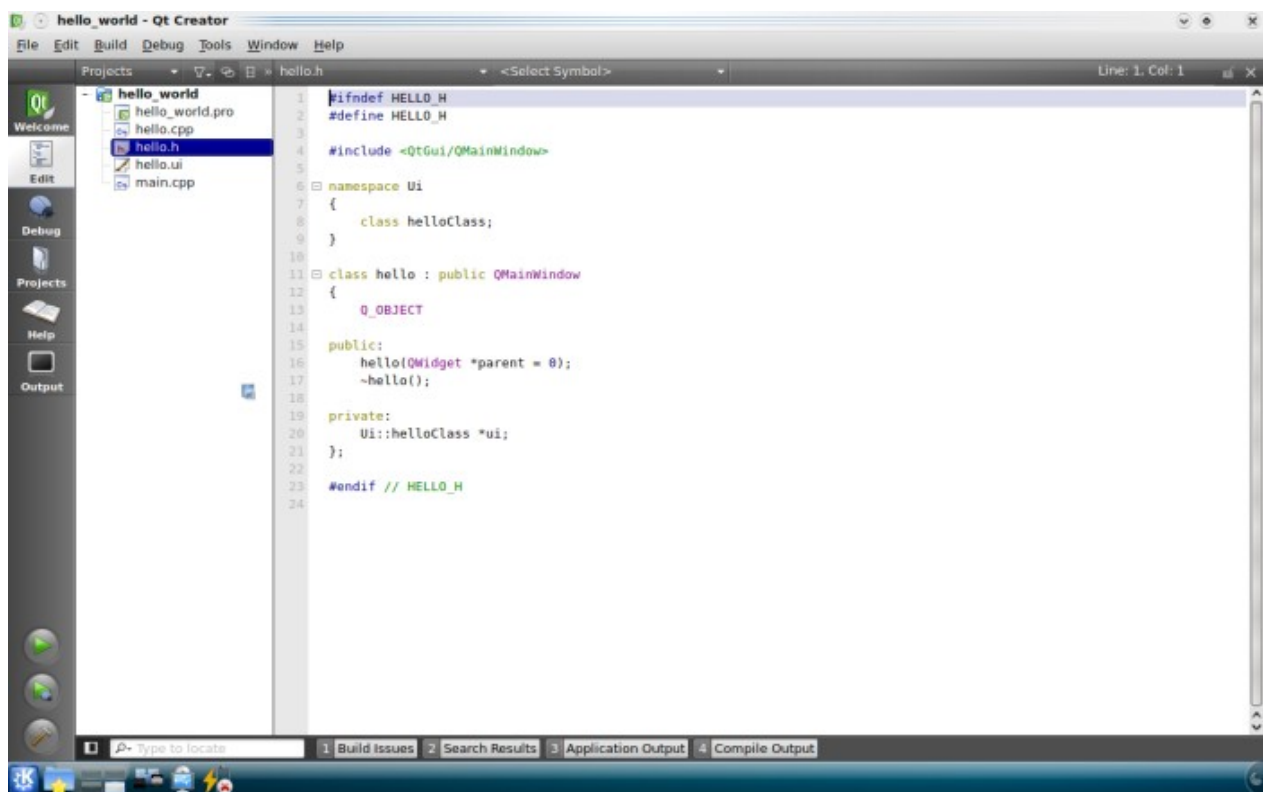 hello_world - Qt Creator
File Edit Build Debug Tools Window Help
Projects hello.h <Select Symbol> Line: 1, Col: 1
Qt
Welcome
Edit
Debug
Projects
Help
Output
hello_world
hello_world.pro
hello.cpp
hello.h
hello.ui
main.cpp
1 #ifndef HELLO_H
2 #define HELLO_H
3
4 #include <QtGui/QMainWindow>
5
6 namespace Ui
7 {
8 class helloClass;
9 }
10
11 class hello : public QMainWindow
12 {
13 Q_OBJECT
14
15 public:
16 hello(QWidget *parent = 0);
17 ~hello();
18
19 private:
20 Ui::helloClass *ui;
21 };
22
23 #endif // HELLO_H
24
Type to locate 1 Build Issues 2 Search Results 3 Application Output 4 Compile Output